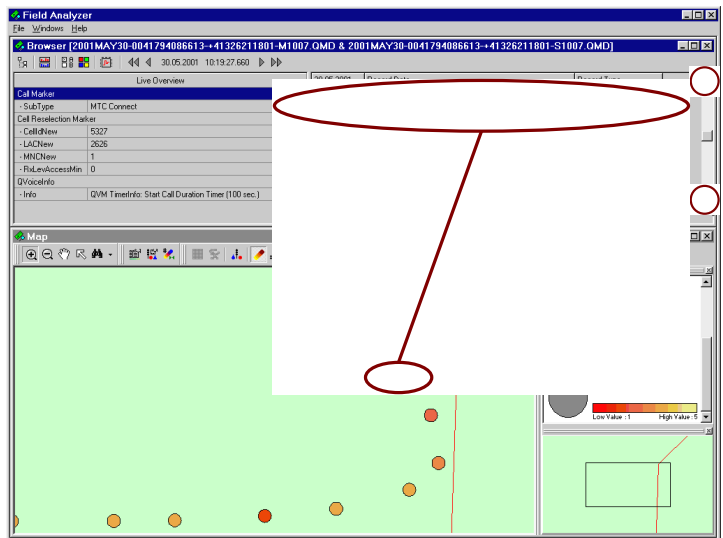 Field Analyzer
File Windows Help
Browser [2001MAY30-0041794086613-+41326211801-M1007.QMD & 2001MAY30-0041794086613-+41326211801-S1007.QMD]
30.05.2001 10:19:27.660
Live Overview
Call Marker
- SubType MTC Connect
Cell Reselection Marker
- CellIdNew 5327
- LACNew 2626
- MNCNew 1
- RxLevAccessMin 0
QVoiceInfo
- Info QVM TimerInfo: Start Call Duration Timer (100 sec.)
Map
Low Value : 1 High Value : 5